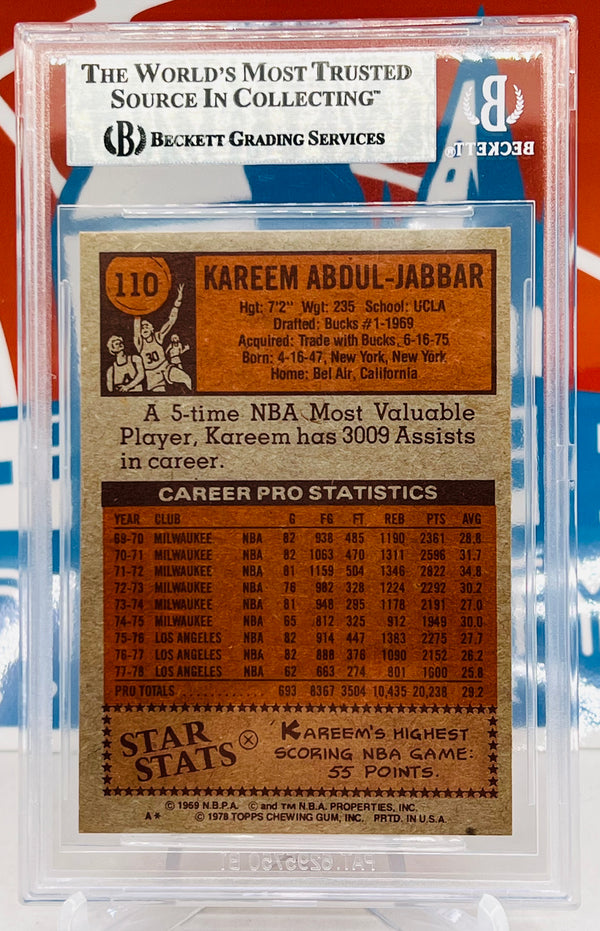 THE WORLD'S MOST TRUSTED
SOURCE IN COLLECTING™
B BECKETT GRADING SERVICES
B
BECKETT®
110
KAREEM ABDUL-JABBAR
Hgt: 7'2" Wgt: 235 School: UCLA
Drafted: Bucks #1-1969
Acquired: Trade with Bucks, 6-16-75
Born: 4-16-47, New York, New York
Home: Bel Air, California
30
A 5-time NBA Most Valuable
Player, Kareem has 3009 Assists
in career.
CAREER PRO STATISTICS
YEAR CLUB G FG FT REB PTS AVG
69-70 MILWAUKEE NBA 82 938 485 1190 2361 28.8
70-71 MILWAUKEE NBA 82 1063 470 1311 2596 31.7
71-72 MILWAUKEE NBA 81 1159 504 1346 2822 34.8
72-73 MILWAUKEE NBA 76 982 328 1224 2292 30.2
73-74 MILWAUKEE NBA 81 948 295 1178 2191 27.0
74-75 MILWAUKEE NBA 65 812 325 912 1949 30.0
75-76 LOS ANGELES NBA 82 914 447 1383 2275 27.7
76-77 LOS ANGELES NBA 82 888 376 1090 2152 26.2
77-78 LOS ANGELES NBA 62 663 274 801 1600 25.8
PRO TOTALS .......... 693 8367 3504 10,435 20,238 29.2
STAR
STATS
KAREEM'S HIGHEST
SCORING NBA GAME:
55 POINTS.
© 1969 N.B.P.A. © and TM N.B.A. PROPERTIES, INC.
A* © 1978 TOPPS CHEWING GUM, INC. PRTD. IN U.S.A.
PAT. 6295750 B1